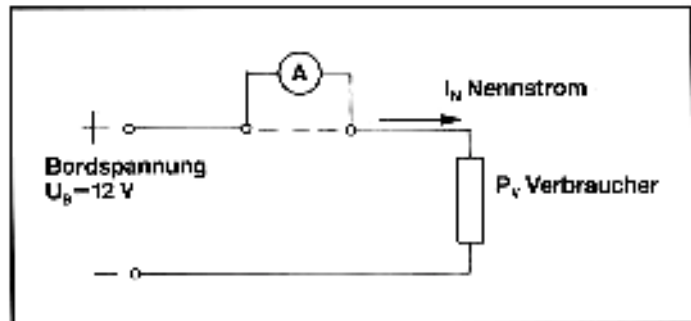 A
I_N Nennstrom
+
Bordspannung
U_B=12 V
P_V Verbraucher
–